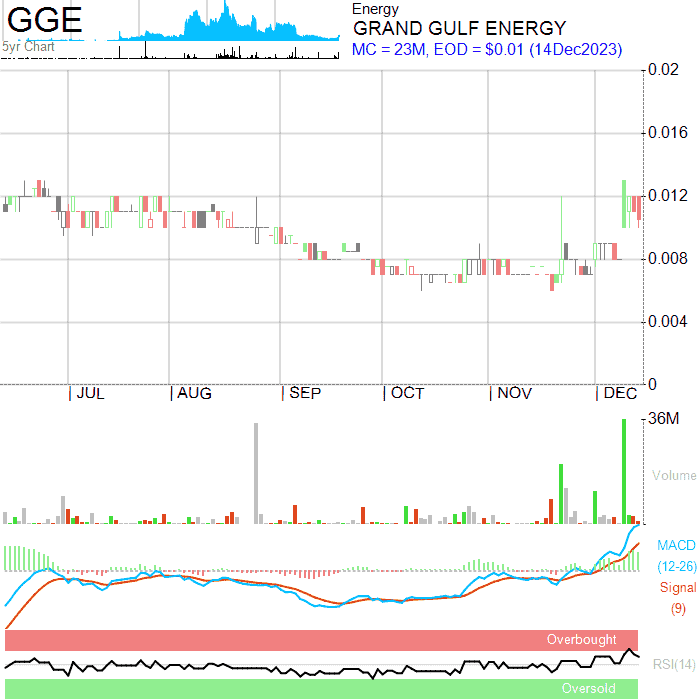 GGE
5yr Chart
Energy
GRAND GULF ENERGY
MC = 23M, EOD = $0.01 (14Dec2023)
0.02
0.016
0.012
0.008
0.004
0
JUL AUG SEP OCT NOV DEC
36M
Volume
MACD
(12-26)
Signal
(9)
Overbought
RSI(14)
Oversold